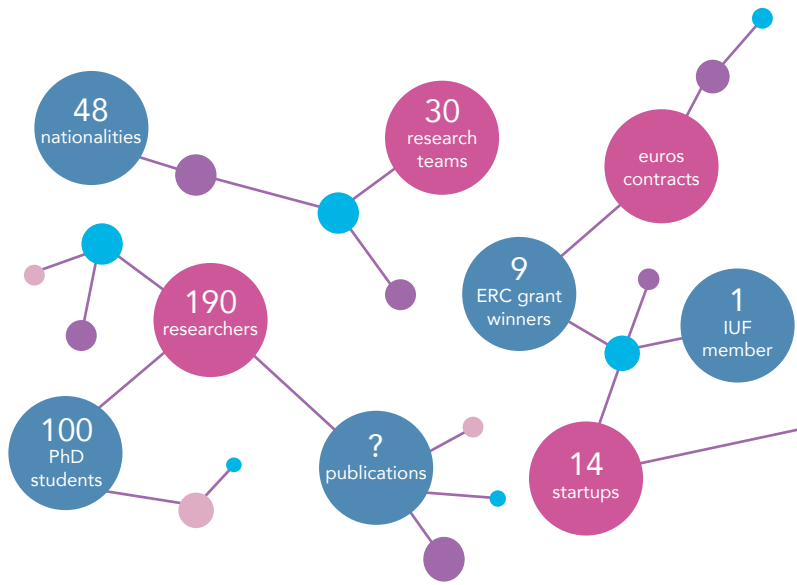 48
nationalities
30
research
teams
euros
contracts
9
ERC grant
winners
1
IUF
member
190
researchers
100
PhD
students
?
publications
14
startups